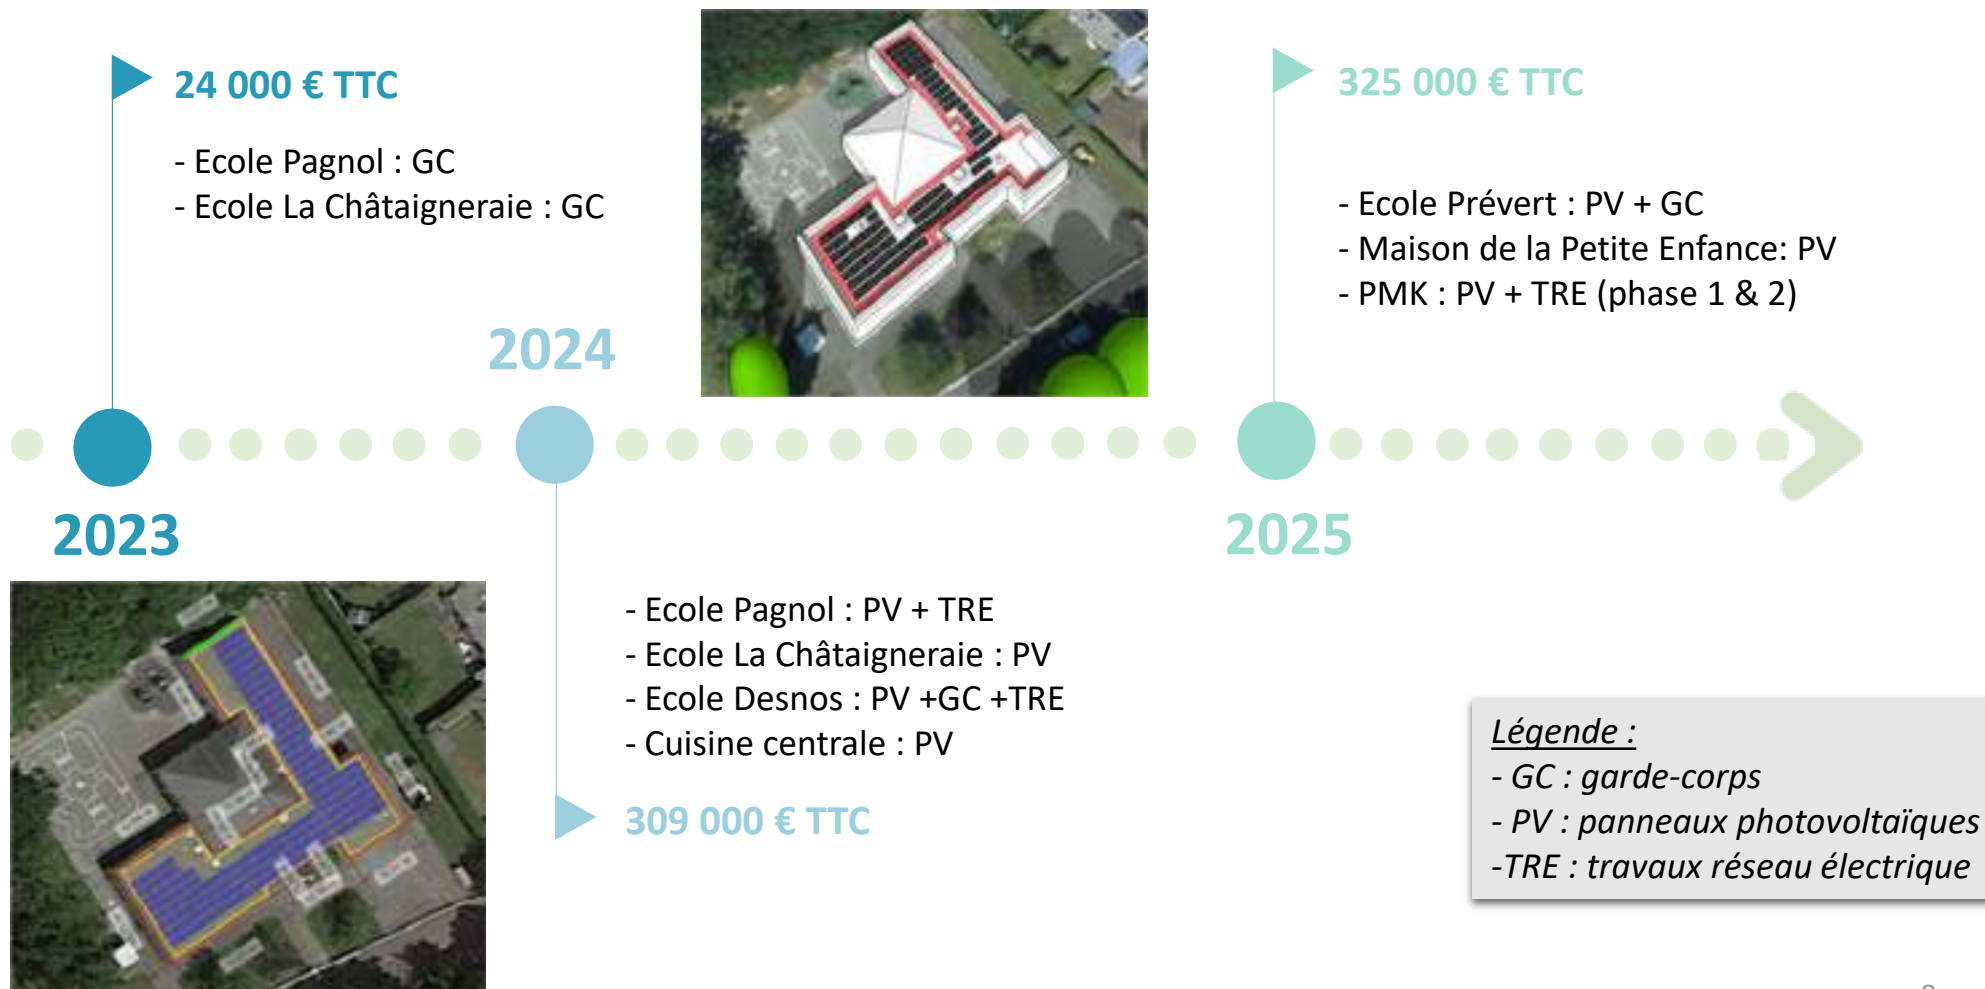 24 000 € TTC
- Ecole Pagnol : GC
- Ecole La Châtaigneraie : GC
2023
2024
- Ecole Pagnol : PV + TRE
- Ecole La Châtaigneraie : PV
- Ecole Desnos : PV +GC +TRE
- Cuisine centrale : PV
309 000 € TTC
325 000 € TTC
- Ecole Prévert : PV + GC
- Maison de la Petite Enfance: PV
- PMK : PV + TRE (phase 1 & 2)
2025
Légende :
- GC : garde-corps
- PV : panneaux photovoltaïques
-TRE : travaux réseau électrique